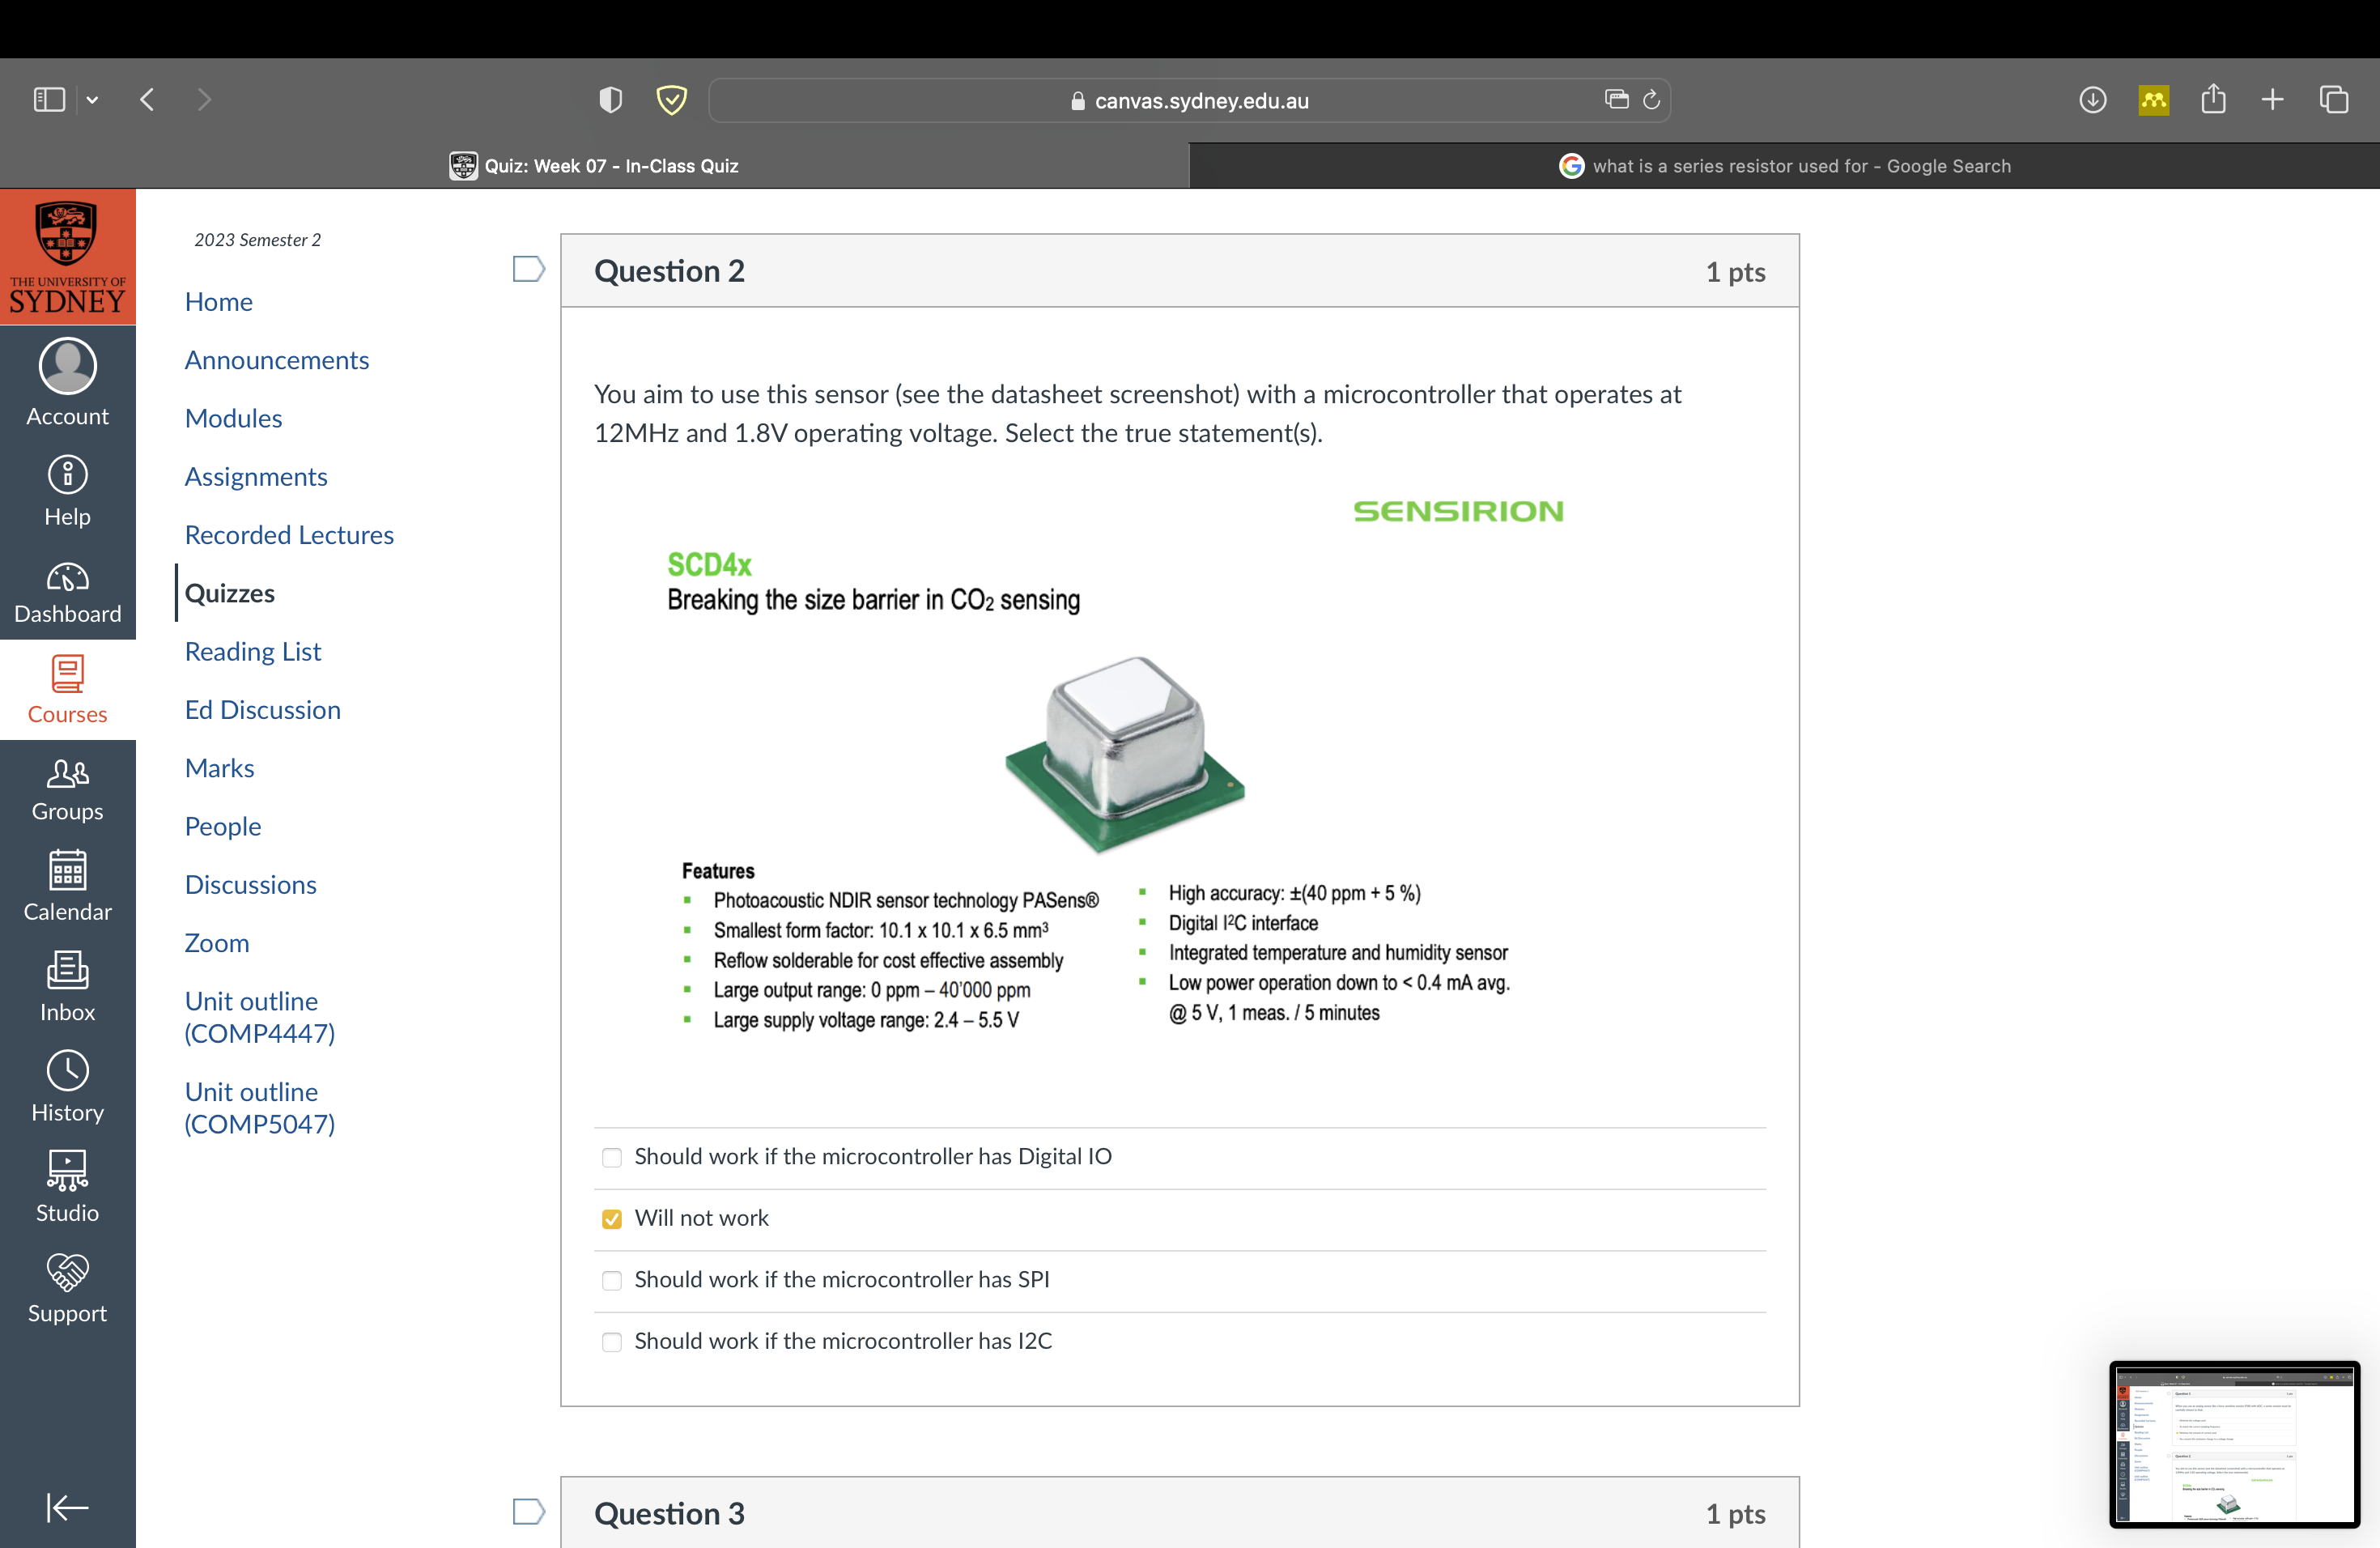 canvas.sydney.edu.au
Quiz: Week 07 - In-Class Quiz
what is a series resistor used for - Google Search
THE UNIVERSITY OF
SYDNEY
Account
Help
Dashboard
Courses
Groups
Calendar
Inbox
History
Studio
Support
2023 Semester 2
Home
Announcements
Modules
Assignments
Recorded Lectures
Quizzes
Reading List
Ed Discussion
Marks
People
Discussions
Zoom
Unit outline
(COMP4447)
Unit outline
(COMP5047)
Question 2
1 pts
You aim to use this sensor (see the datasheet screenshot) with a microcontroller that operates at
12MHz and 1.8V operating voltage. Select the true statement(s).
SENSIRION
SCD4x
Breaking the size barrier in CO₂ sensing
Features
▪ Photoacoustic NDIR sensor technology PASens®
▪ Smallest form factor: 10.1 x 10.1 x 6.5 mm³
▪ Reflow solderable for cost effective assembly
▪ Large output range: 0 ppm – 40'000 ppm
▪ Large supply voltage range: 2.4 – 5.5 V
▪ High accuracy: ±(40 ppm + 5 %)
▪ Digital I²C interface
▪ Integrated temperature and humidity sensor
▪ Low power operation down to < 0.4 mA avg.
@ 5 V, 1 meas. / 5 minutes
Should work if the microcontroller has Digital IO
Will not work
Should work if the microcontroller has SPI
Should work if the microcontroller has I2C
Question 3
1 pts